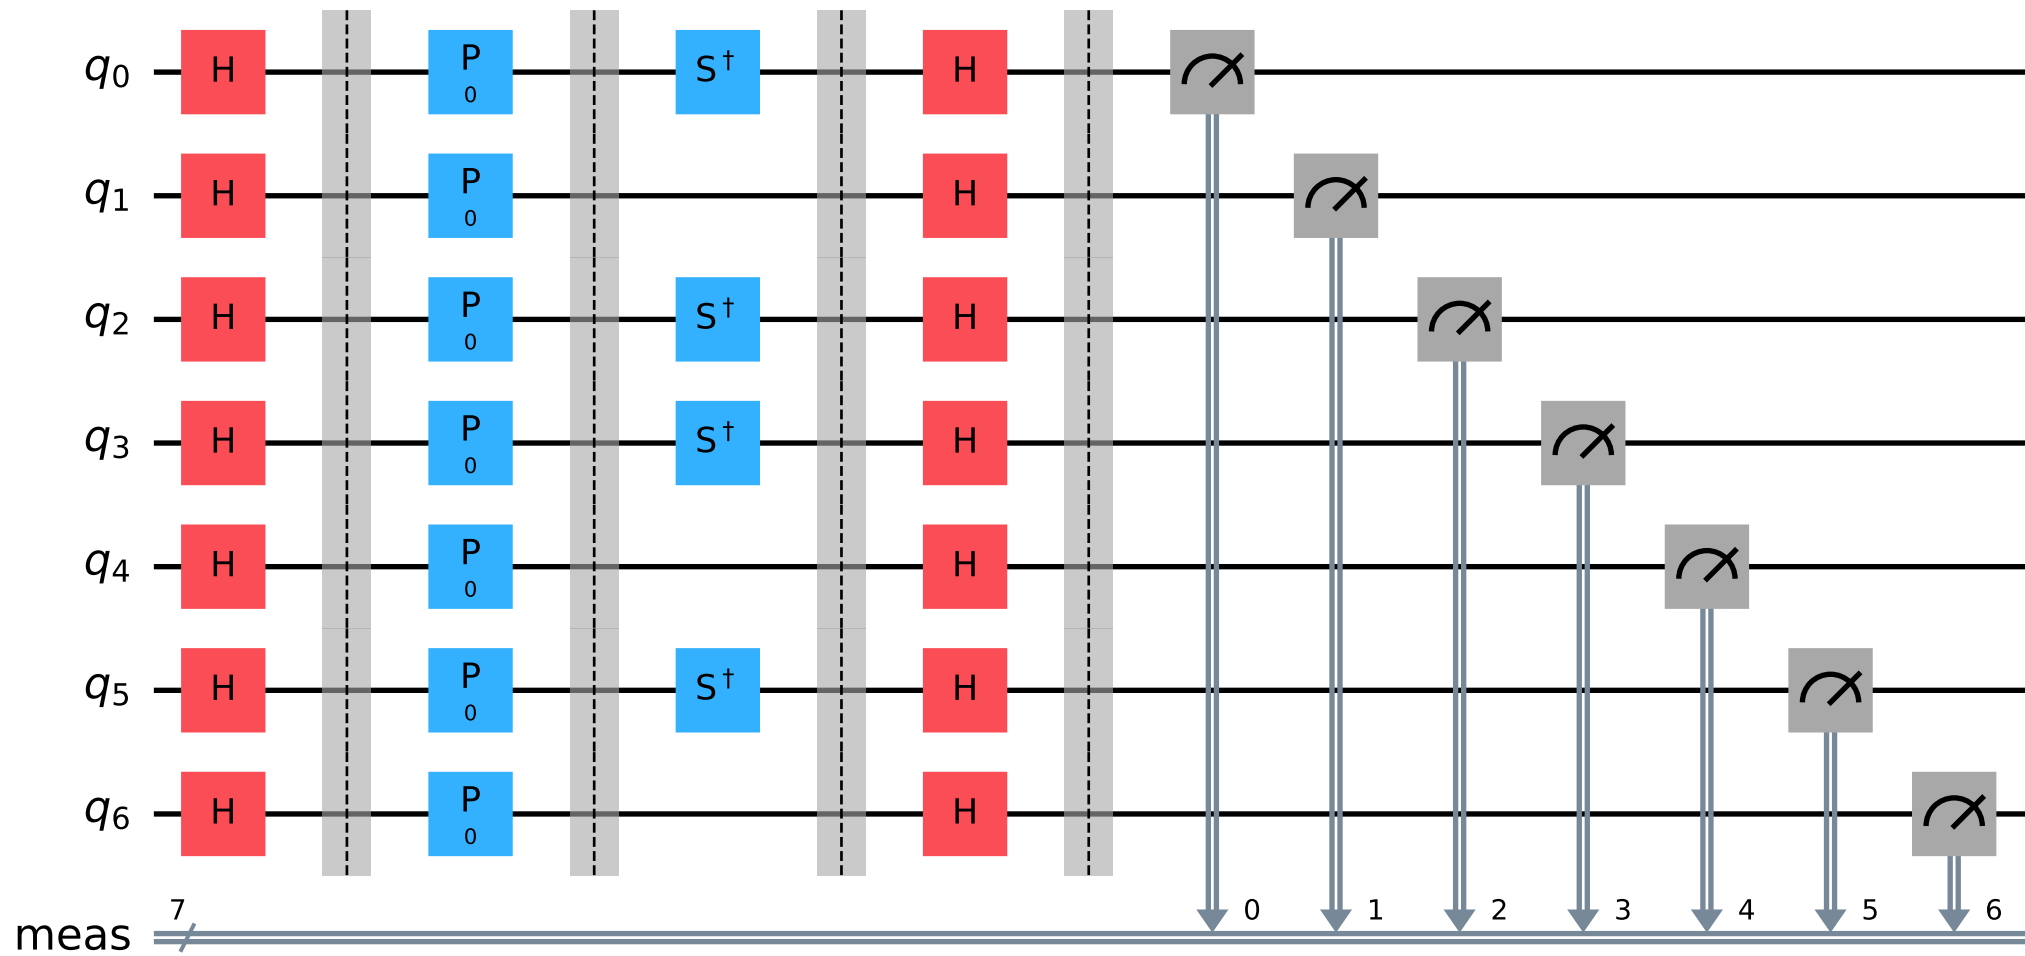 q0 H P 0 S† H
q1 H P 0 H
q2 H P 0 S† H
q3 H P 0 S† H
q4 H P 0 H
q5 H P 0 S† H
q6 H P 0 H
7 0 1 2 3 4 5 6
meas